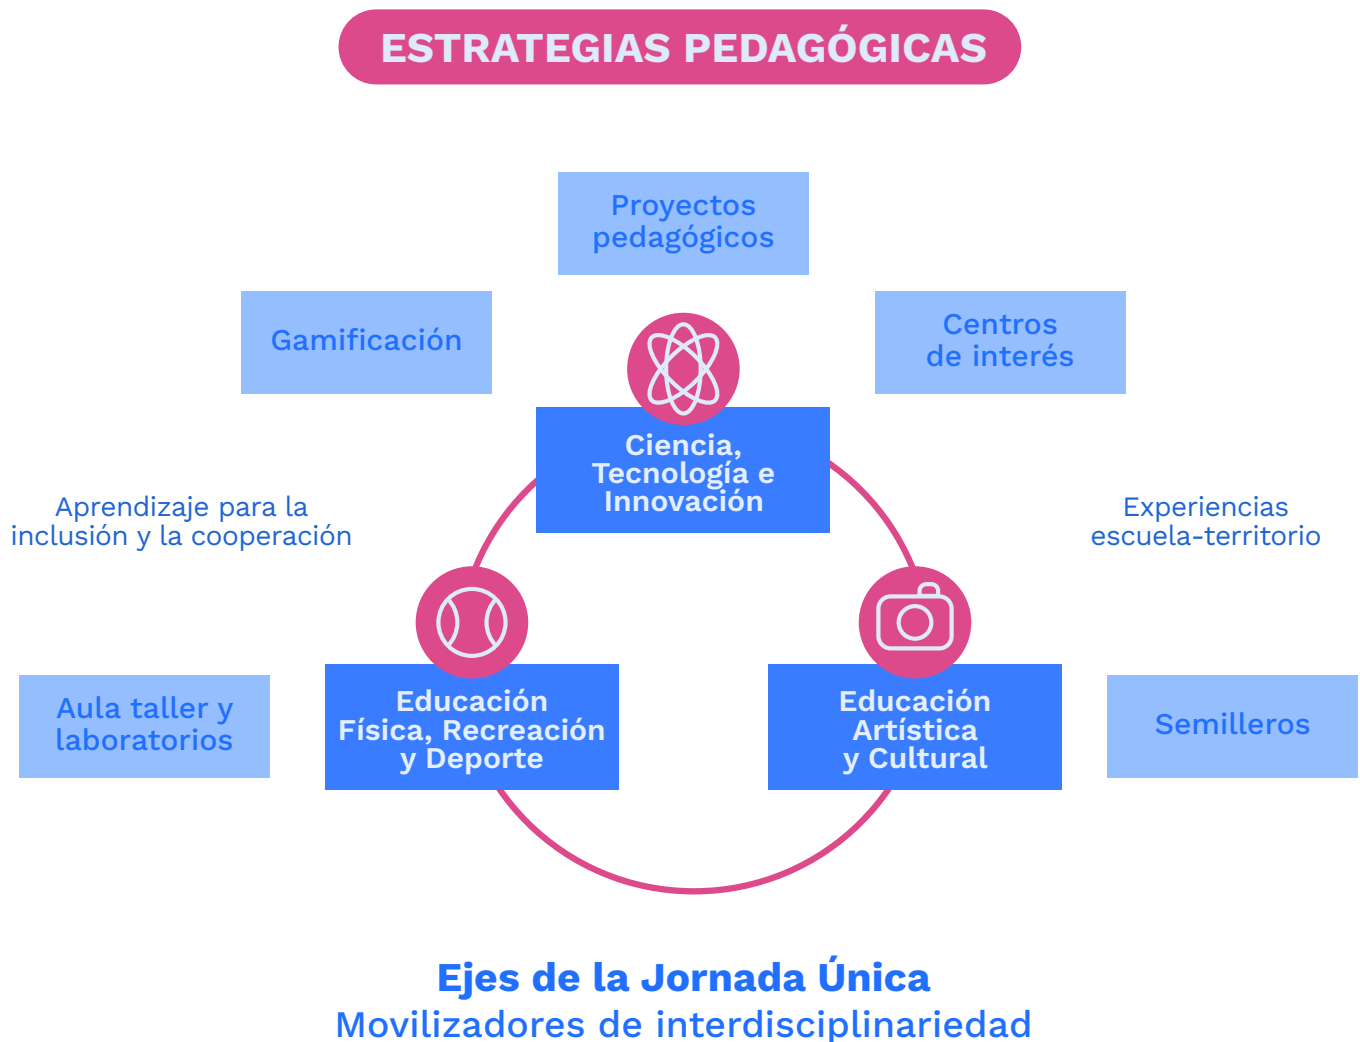 ESTRATEGIAS PEDAGÓGICAS
Proyectos
pedagógicos
Gamificación
Centros
de interés
Ciencia,
Tecnología e
Innovación
Aprendizaje para la
inclusión y la cooperación
Experiencias
escuela-territorio
Aula taller y
laboratorios
Educación
Física, Recreación
y Deporte
Educación
Artística
y Cultural
Semilleros
Ejes de la Jornada Única
Movilizadores de interdisciplinariedad